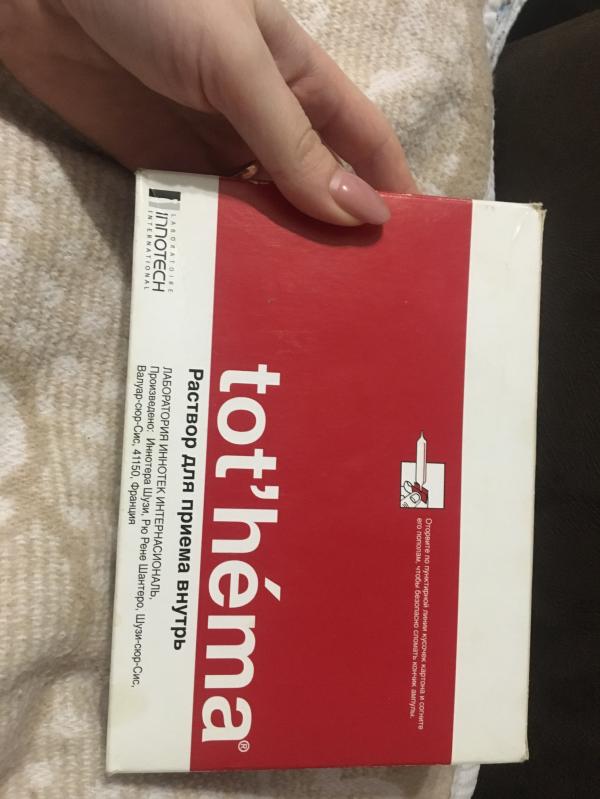 Оторвите по пунктирной линии кусочек картона и согните
его пополам, чтобы безопасно сломать кончик ампулы.
tot'héma®
Раствор для приема внутрь
LABORATOIRE
INNOTECH
INTERNATIONAL
ЛАБОРАТОРИЯ ИННОТЕК ИНТЕРНАСИОНАЛЬ,
Произведено: Иннотера Шузи, Рю Рене Шантеро, Шузи-сюр-Сис,
Валуар-сюр-Сис, 41150, Франция